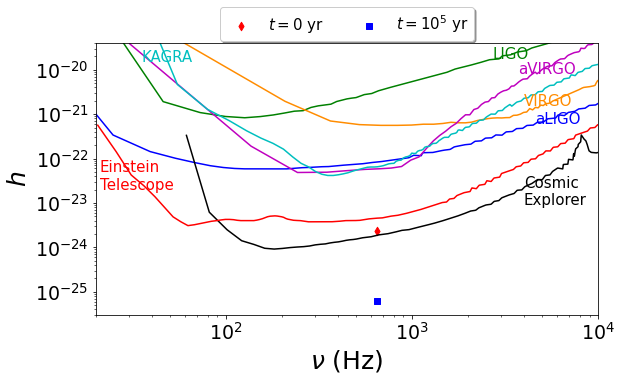 t = 0 yr
t = 10⁵ yr
KAGRA
LIGO
aVIRGO
VIRGO
aLIGO
Einstein
Telescope
Cosmic
Explorer
10⁻²⁰
10⁻²¹
10⁻²²
10⁻²³
10⁻²⁴
10⁻²⁵
h
10²
10³
10⁴
ν (Hz)